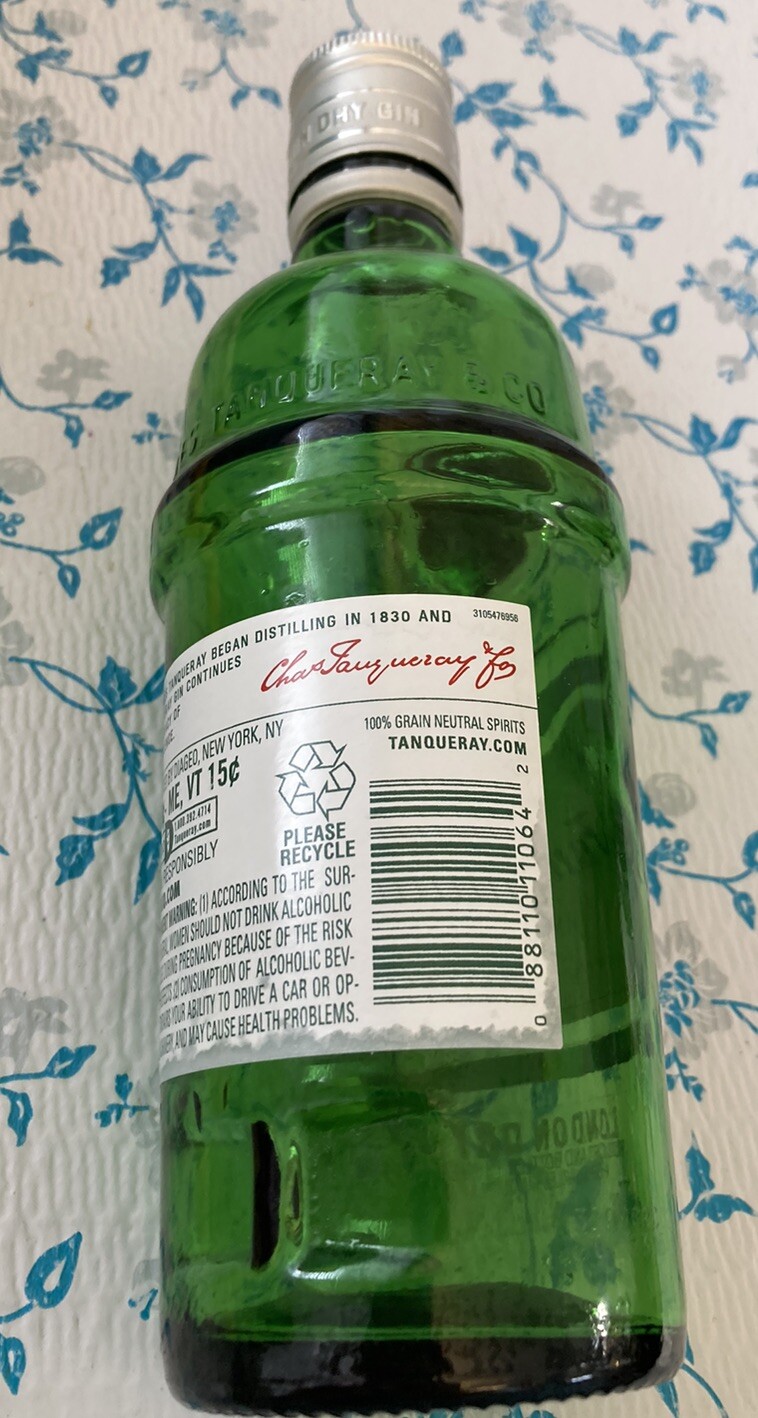 DRY GIN
TANQUERAY & CO
TANQUERAY BEGAN DISTILLING IN 1830 AND
3105476958
GIN CONTINUES
OF
Chas Tanqueray & Co
BY DIAGEO, NEW YORK, NY
100% GRAIN NEUTRAL SPIRITS
TANQUERAY.COM
ME, VT 15¢
1.800.382.4714
Tanqueray.com
PLEASE
RECYCLE
RESPONSIBLY
.COM
WARNING: (1) ACCORDING TO THE SUR-
WOMEN SHOULD NOT DRINK ALCOHOLIC
PREGNANCY BECAUSE OF THE RISK
(2) CONSUMPTION OF ALCOHOLIC BEV-
YOUR ABILITY TO DRIVE A CAR OR OP-
AND MAY CAUSE HEALTH PROBLEMS.
0 88110 11064 2
LONDON DRY